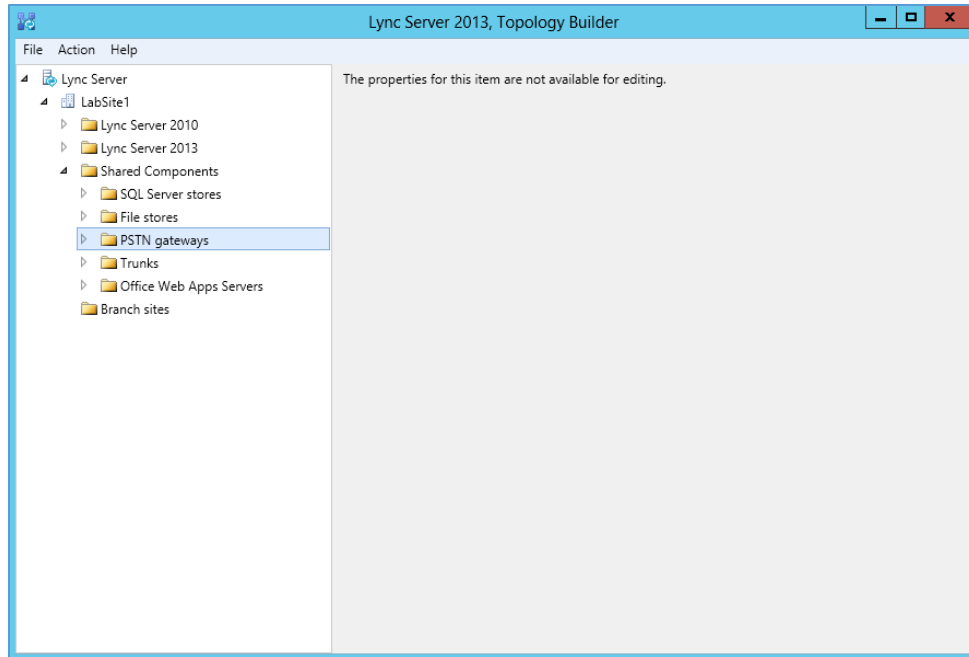 Lync Server 2013, Topology Builder
File Action Help
Lync Server
The properties for this item are not available for editing.
LabSite1
Lync Server 2010
Lync Server 2013
Shared Components
SQL Server stores
File stores
PSTN gateways
Trunks
Office Web Apps Servers
Branch sites